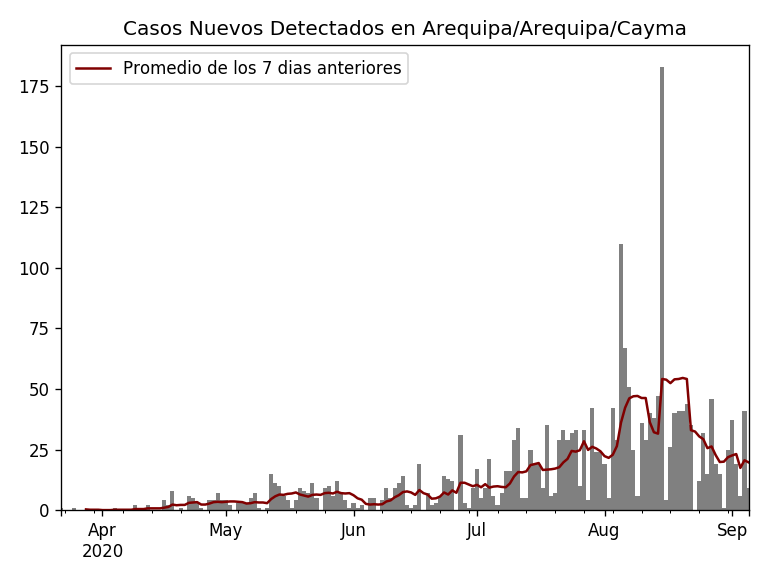 Casos Nuevos Detectados en Arequipa/Arequipa/Cayma
Promedio de los 7 dias anteriores
175
150
125
100
75
50
25
0
Apr
2020
May
Jun
Jul
Aug
Sep